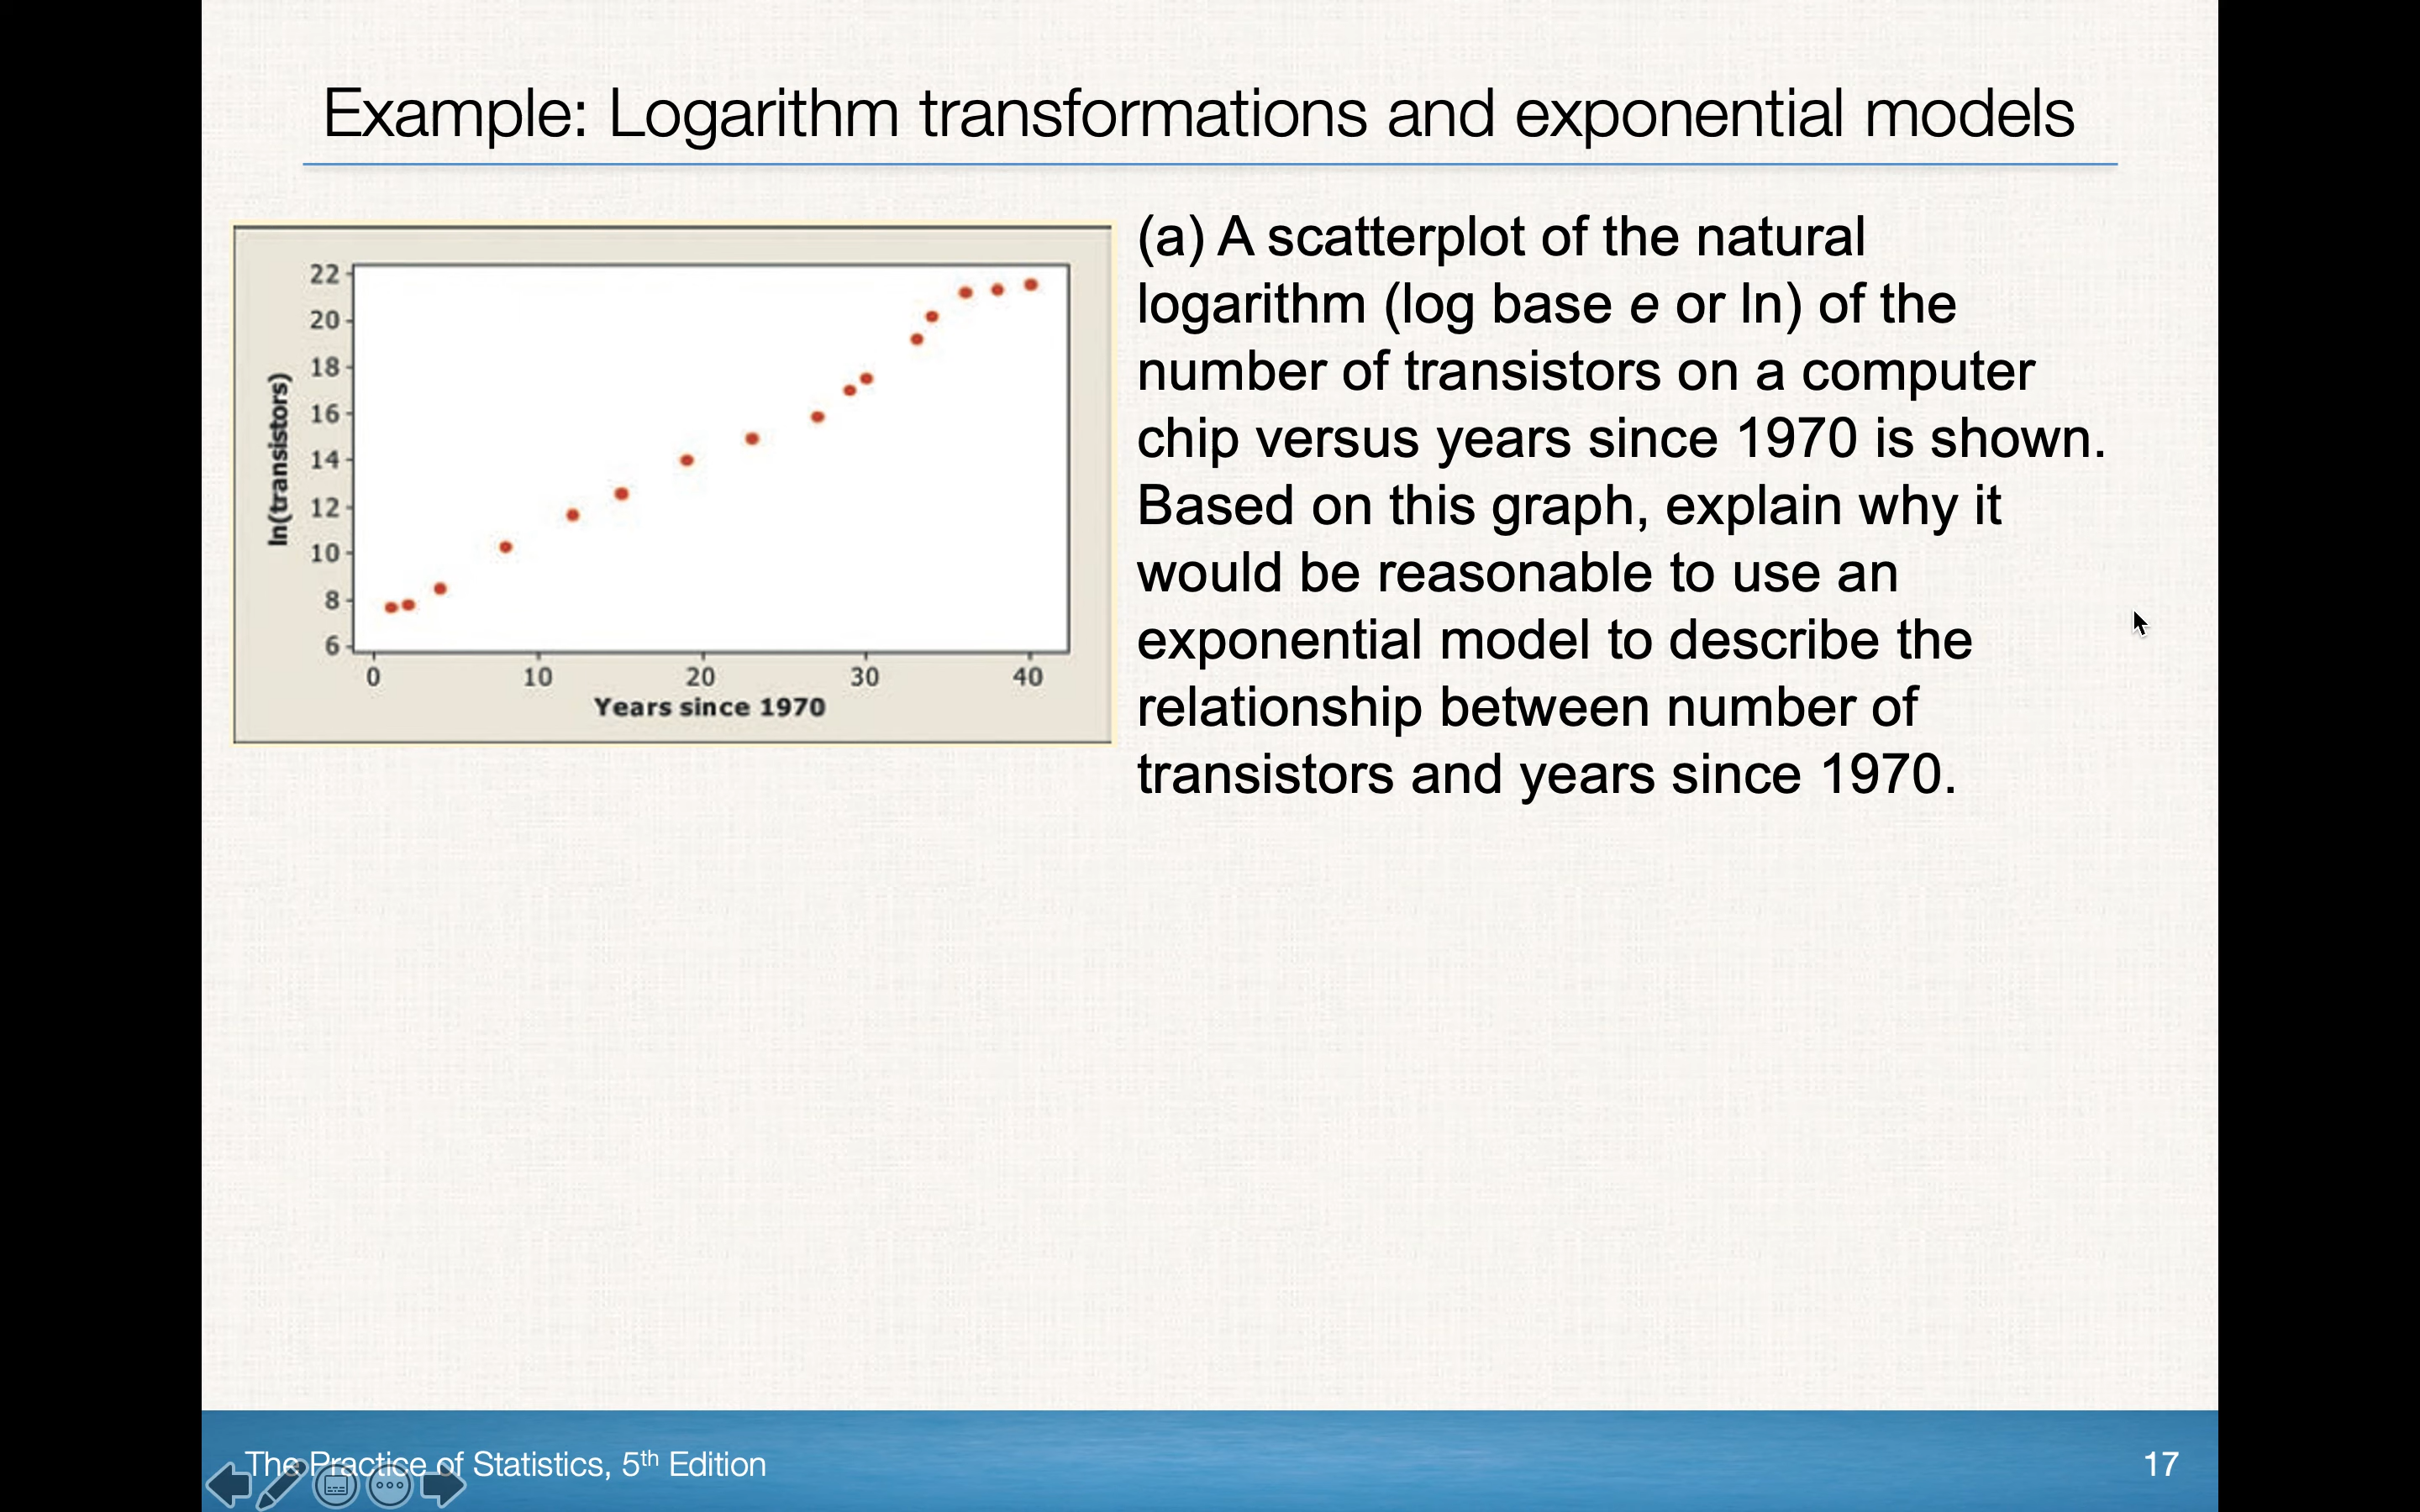 Example: Logarithm transformations and exponential models
22
20
18
16
14
12
10
8
6
ln(transistors)
0 10 20 30 40
Years since 1970
(a) A scatterplot of the natural
logarithm (log base e or ln) of the
number of transistors on a computer
chip versus years since 1970 is shown.
Based on this graph, explain why it
would be reasonable to use an
exponential model to describe the
relationship between number of
transistors and years since 1970.
The Practice of Statistics, 5th Edition
17